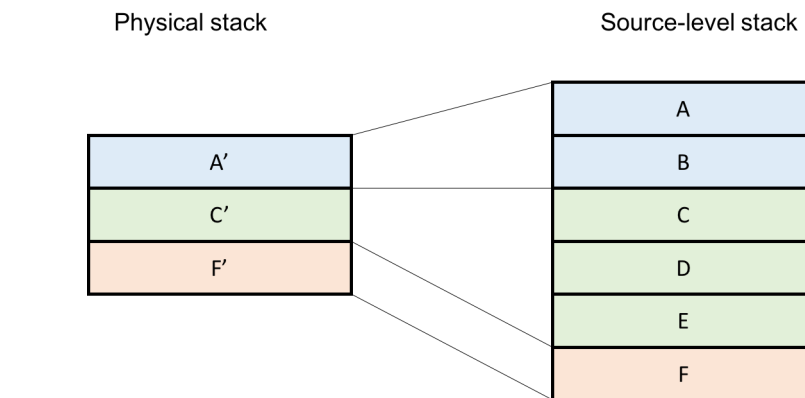 Physical stack
Source-level stack
A
A’
B
C’
C
F’
D
E
F